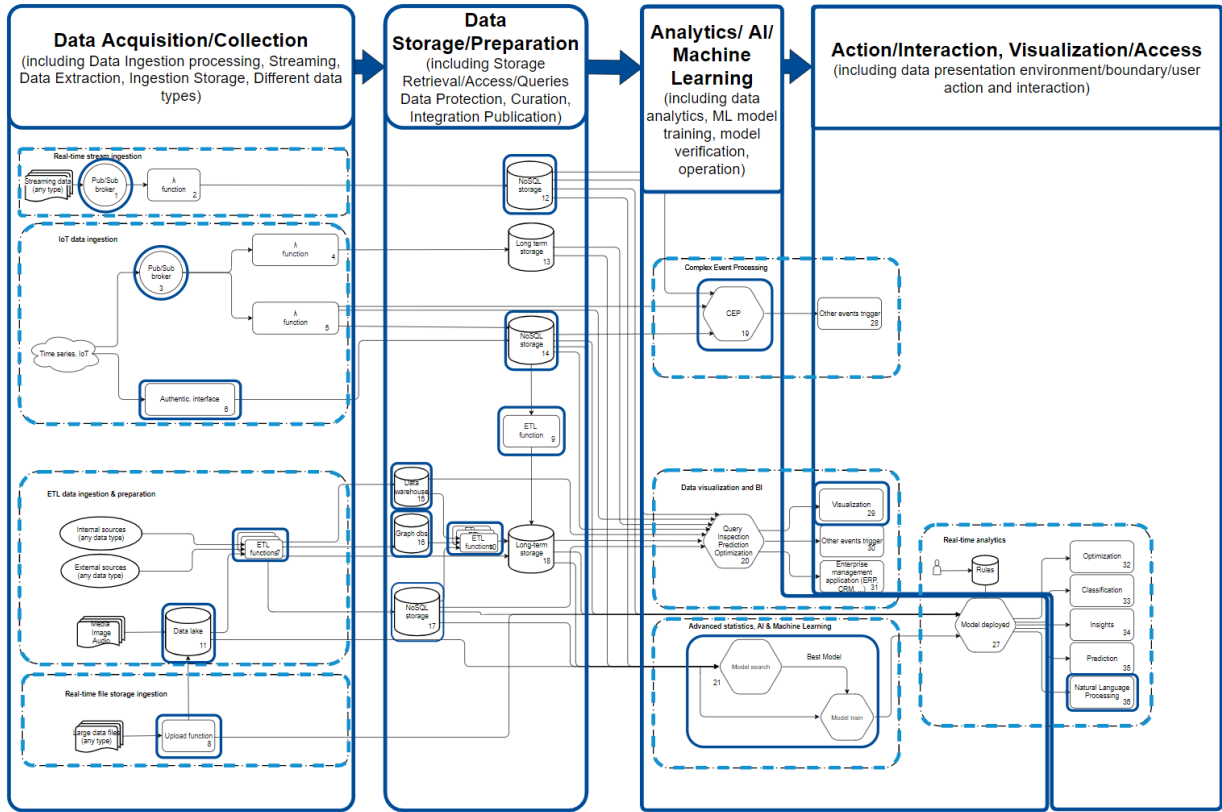 Data Acquisition/Collection
(including Data Ingestion processing, Streaming,
Data Extraction, Ingestion Storage, Different data
types)
Data
Storage/Preparation
(including Storage
Retrieval/Access/Queries
Data Protection, Curation,
Integration Publication)
Analytics/ AI/
Machine
Learning
(including data
analytics, ML model
training, model
verification,
operation)
Action/Interaction, Visualization/Access
(including data presentation environment/boundary/user
action and interaction)
Real-time stream ingestion
Streaming data
(any type)
Pub/Sub
broker
1
λ
function
2
NoSQL
storage
12
IoT data ingestion
Pub/Sub
broker
3
λ
function
4
λ
function
5
Time series, IoT
Authentic. interface
6
Long term
storage
13
NoSQL
storage
14
ETL
function
9
Complex Event Processing
CEP
19
Other events trigger
28
ETL data ingestion & preparation
Internal sources
(any data type)
External sources
(any data types)
ETL
functions
7
Media
Image
Audio
Data lake
11
Data
warehouse
15
Graph dbs
16
ETL
functions
10
Long-term
storage
18
NoSQL
storage
17
Data visualization and BI
Query
Inspection
Prediction
Optimization
20
Visualization
29
Other events trigger
30
Enterprise
management
application (ERP,
CRM, ...)
31
Real-time file storage ingestion
Large data files
(any type)
Upload function
8
Advanced statistics, AI & Machine Learning
Model search
21
Best Model
Model train
Real-time analytics
Rules
Model deployed
27
Optimization
32
Classification
33
Insights
34
Prediction
35
Natural Language
Processing
36